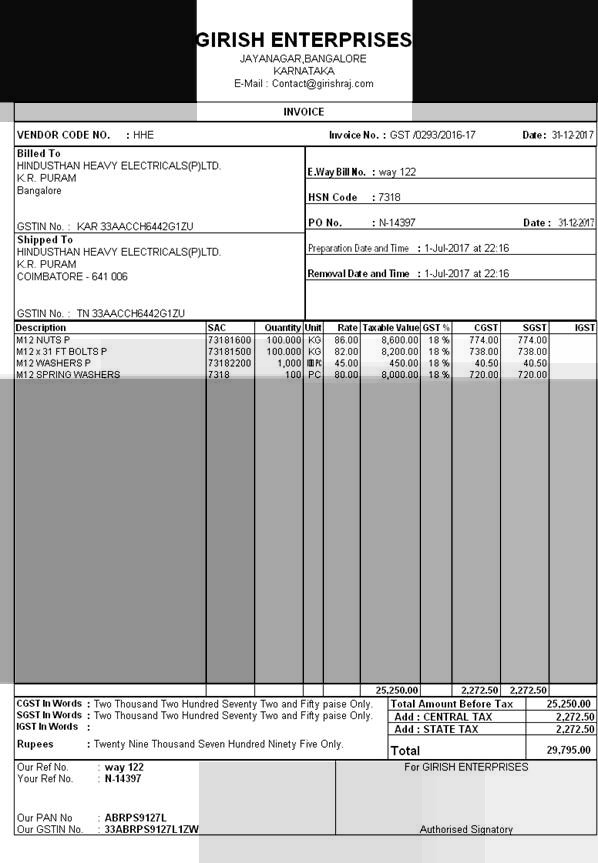 GIRISH ENTERPRISES
JAYANAGAR,BANGALORE
KARNATAKA
E-Mail : Contact@girishraj.com
INVOICE
VENDOR CODE NO. : HHE Invoice No. : GST /0293/2016-17 Date : 31-12-2017
Billed To
HINDUSTHAN HEAVY ELECTRICALS(P)LTD.
K.R. PURAM
Bangalore
GSTIN No. : KAR 33AACCH6442G1ZU
E.Way Bill No. : way 122
HSN Code : 7318
PO No. : N-14397 Date : 31-12-2017
Shipped To
HINDUSTHAN HEAVY ELECTRICALS(P)LTD.
K.R. PURAM
COIMBATORE - 641 006
GSTIN No. : TN 33AACCH6442G1ZU
Preparation Date and Time : 1-Jul-2017 at 22:16
Removal Date and Time : 1-Jul-2017 at 22:16
Description SAC Quantity Unit Rate Taxable Value GST % CGST SGST IGST
M12 NUTS P 73181600 100.000 KG 86.00 8,600.00 18 % 774.00 774.00
M12 x 31 FT BOLTS P 73181500 100.000 KG 82.00 8,200.00 18 % 738.00 738.00
M12 WASHERS P 73182200 1,000 45.00 450.00 18 % 40.50 40.50
M12 SPRING WASHERS 7318 100 PC 80.00 8,000.00 18 % 720.00 720.00
25,250.00 2,272.50 2,272.50
CGST In Words : Two Thousand Two Hundred Seventy Two and Fifty paise Only.
SGST In Words : Two Thousand Two Hundred Seventy Two and Fifty paise Only.
IGST In Words :
Rupees : Twenty Nine Thousand Seven Hundred Ninety Five Only.
Total Amount Before Tax 25,250.00
Add : CENTRAL TAX 2,272.50
Add : STATE TAX 2,272.50
Total 29,795.00
Our Ref No. : way 122
Your Ref No. : N-14397
Our PAN No : ABRPS9127L
Our GSTIN No. : 33ABRPS9127L1ZW
For GIRISH ENTERPRISES
Authorised Signatory